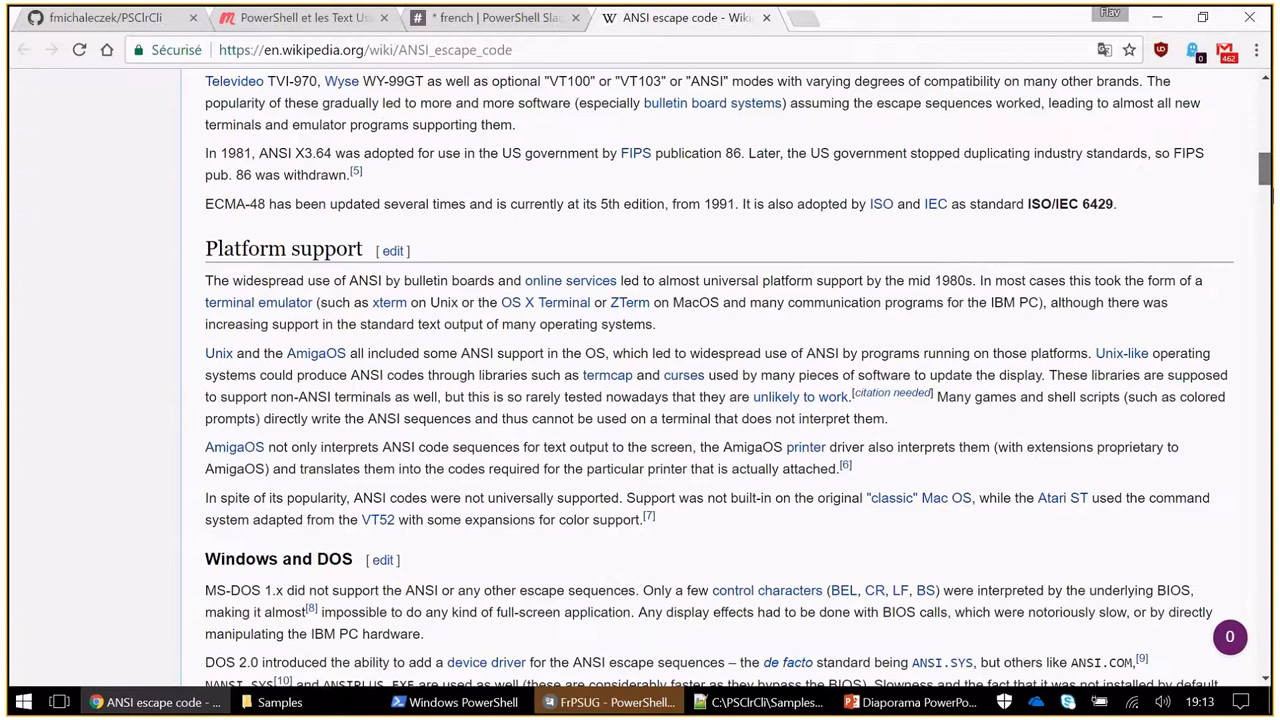 fmichaleczek/PSClrCli
PowerShell et les Text Us
* french | PowerShell Sla
ANSI escape code - Wiki
Flav
Sécurisé
https://en.wikipedia.org/wiki/ANSI_escape_code
0
462
Televideo TVI-970, Wyse WY-99GT as well as optional "VT100" or "VT103" or "ANSI" modes with varying degrees of compatibility on many other brands. The
popularity of these gradually led to more and more software (especially bulletin board systems) assuming the escape sequences worked, leading to almost all new
terminals and emulator programs supporting them.
In 1981, ANSI X3.64 was adopted for use in the US government by FIPS publication 86. Later, the US government stopped duplicating industry standards, so FIPS
pub. 86 was withdrawn.[5]
ECMA-48 has been updated several times and is currently at its 5th edition, from 1991. It is also adopted by ISO and IEC as standard ISO/IEC 6429.
Platform support [ edit ]
The widespread use of ANSI by bulletin boards and online services led to almost universal platform support by the mid 1980s. In most cases this took the form of a
terminal emulator (such as xterm on Unix or the OS X Terminal or ZTerm on MacOS and many communication programs for the IBM PC), although there was
increasing support in the standard text output of many operating systems.
Unix and the AmigaOS all included some ANSI support in the OS, which led to widespread use of ANSI by programs running on those platforms. Unix-like operating
systems could produce ANSI codes through libraries such as termcap and curses used by many pieces of software to update the display. These libraries are supposed
to support non-ANSI terminals as well, but this is so rarely tested nowadays that they are unlikely to work.[citation needed] Many games and shell scripts (such as colored
prompts) directly write the ANSI sequences and thus cannot be used on a terminal that does not interpret them.
AmigaOS not only interprets ANSI code sequences for text output to the screen, the AmigaOS printer driver also interprets them (with extensions proprietary to
AmigaOS) and translates them into the codes required for the particular printer that is actually attached.[6]
In spite of its popularity, ANSI codes were not universally supported. Support was not built-in on the original "classic" Mac OS, while the Atari ST used the command
system adapted from the VT52 with some expansions for color support.[7]
Windows and DOS [ edit ]
MS-DOS 1.x did not support the ANSI or any other escape sequences. Only a few control characters (BEL, CR, LF, BS) were interpreted by the underlying BIOS,
making it almost[8] impossible to do any kind of full-screen application. Any display effects had to be done with BIOS calls, which were notoriously slow, or by directly
manipulating the IBM PC hardware.
0
DOS 2.0 introduced the ability to add a device driver for the ANSI escape sequences – the de facto standard being ANSI.SYS, but others like ANSI.COM,[9]
NANSI.SYS[10] and ANSIPLUS.EXE are used as well (these are considerably faster as they bypass the BIOS). Slowness and the fact that it was not installed by default
ANSI escape code - ...
Samples
Windows PowerShell
FrPSUG - PowerShell...
C:\PSClrCli\Samples...
Diaporama PowerPo...
19:13